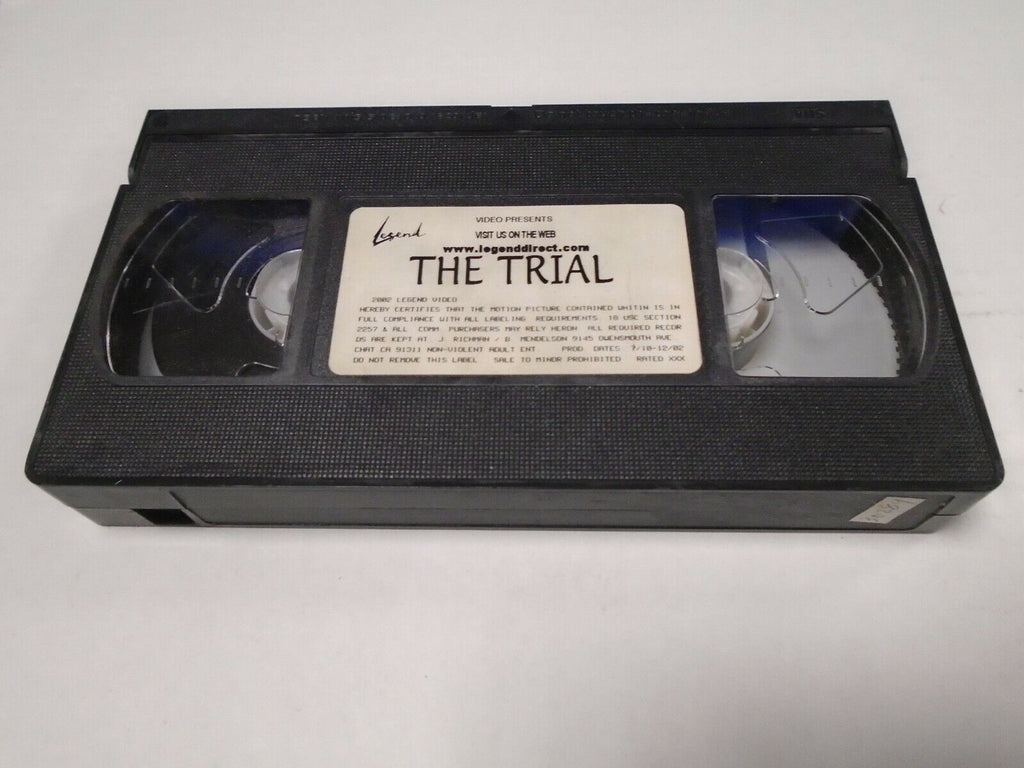 Legend
VIDEO PRESENTS
VISIT US ON THE WEB
www.legenddirect.com
THE TRIAL
2002 LEGEND VIDEO
HEREBY CERTIFIES THAT THE MOTION PICTURE CONTAINED WHITIN IS IN
FULL COMPLIANCE WITH ALL LABELING REQUIREMENTS 18 USC SECTION
2257 & ALL COMM PURCHASERS MAY RELY HERON ALL REQUIRED RECOR
DS ARE KEPT AT J. RICHMAN / B MENDELSON 9145 OWENSMOUTH AVE
CHAT CA 91311 NON-VIOLENT ADULT ENT PROD DATES 7/10-12/02
DO NOT REMOVE THIS LABEL SALE TO MINOR PROHIBITED RATED XXX
VHS